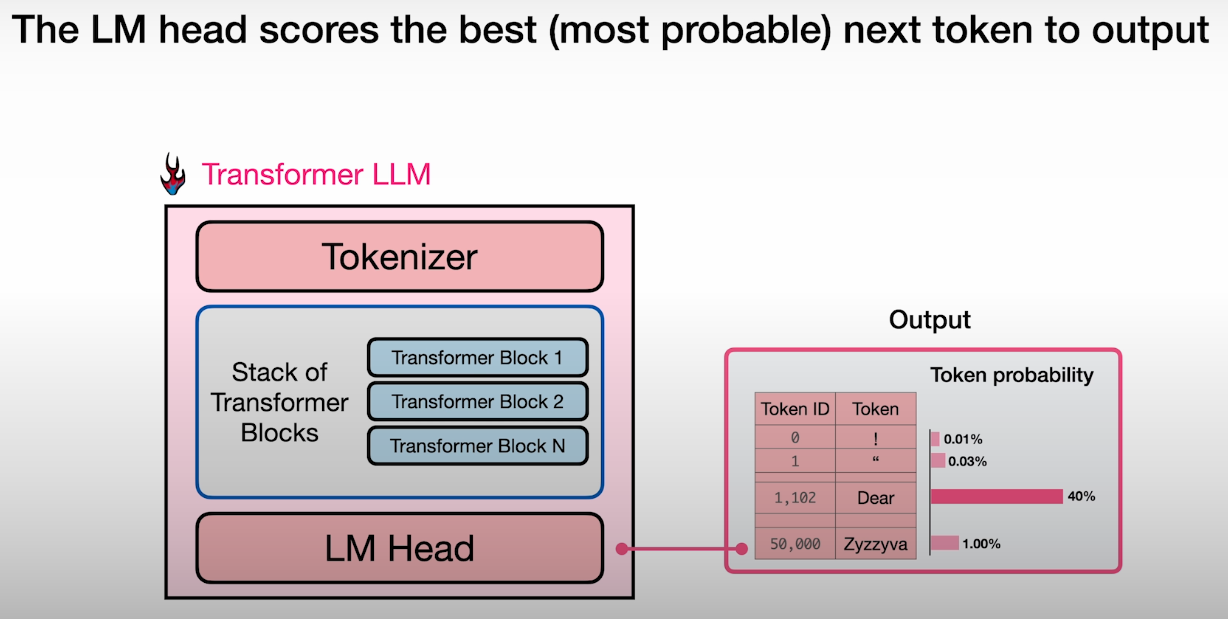 The LM head scores the best (most probable) next token to output
Transformer LLM
Tokenizer
Stack of
Transformer
Blocks
Transformer Block 1
Transformer Block 2
Transformer Block N
LM Head
Output
Token probability
Token ID Token
0 ! 0.01%
1 “ 0.03%
1,102 Dear 40%
50,000 Zyzzyva 1.00%